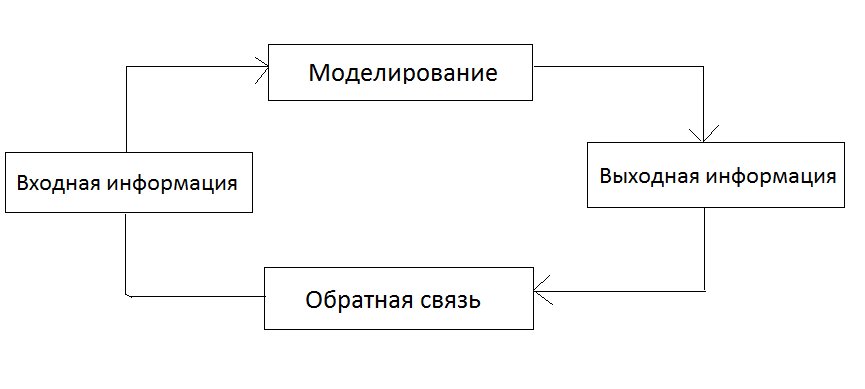 Моделирование
Входная информация
Выходная информация
Обратная связь